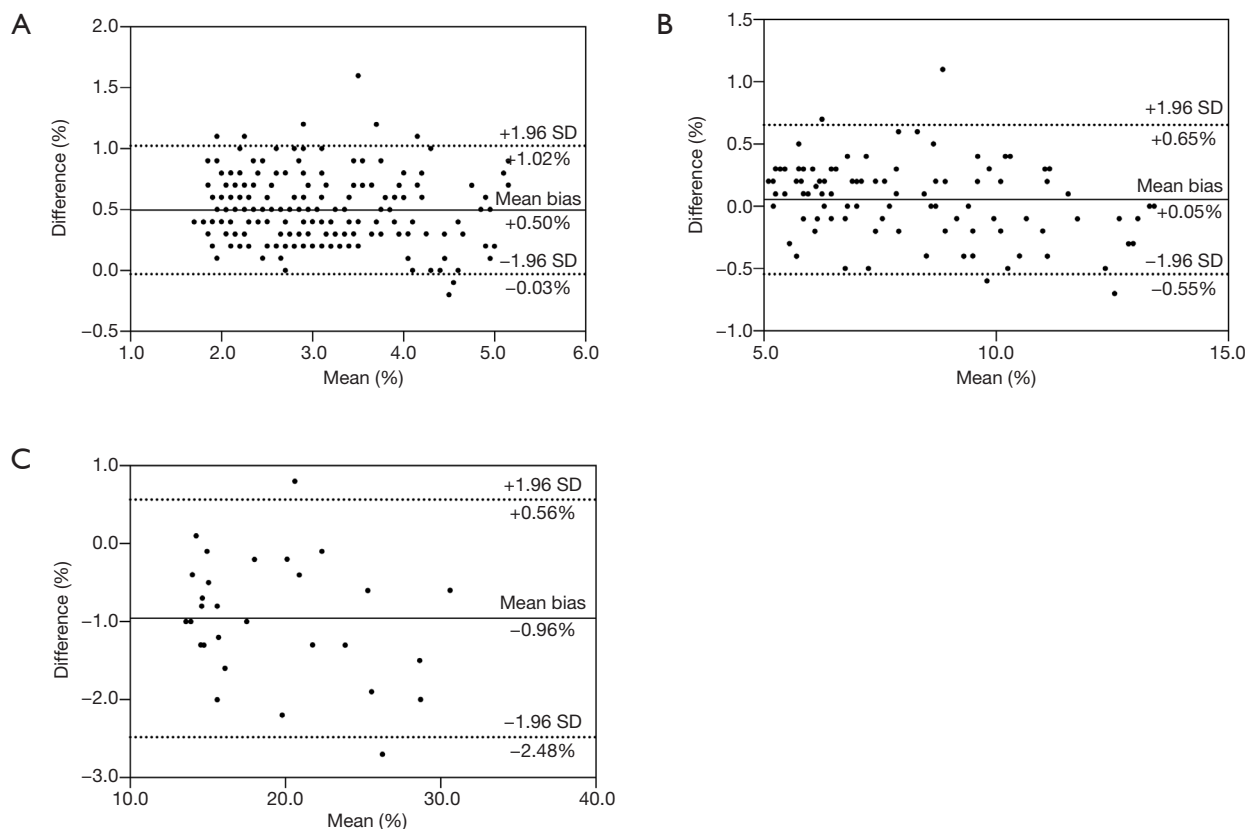 A
2.0
1.5
1.0
0.5
0.0
−0.5
Difference (%)
+1.96 SD
+1.02%
Mean bias
+0.50%
−1.96 SD
−0.03%
1.0 2.0 3.0 4.0 5.0 6.0
Mean (%)
B
1.5
1.0
0.5
0.0
−0.5
−1.0
Difference (%)
+1.96 SD
+0.65%
Mean bias
+0.05%
−1.96 SD
−0.55%
5.0 10.0 15.0
Mean (%)
C
1.0
0.0
−1.0
−2.0
−3.0
Difference (%)
+1.96 SD
+0.56%
Mean bias
−0.96%
−1.96 SD
−2.48%
10.0 20.0 30.0 40.0
Mean (%)